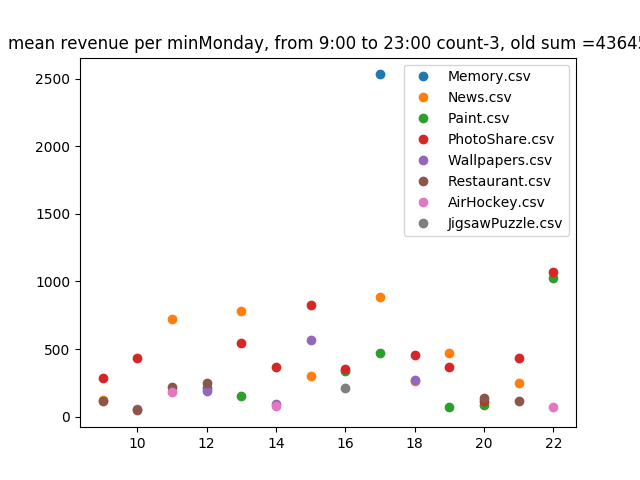 mean revenue per minMonday, from 9:00 to 23:00 count-3, old sum =43645
2500
2000
1500
1000
500
0
10
12
14
16
18
20
22
Memory.csv
News.csv
Paint.csv
PhotoShare.csv
Wallpapers.csv
Restaurant.csv
AirHockey.csv
JigsawPuzzle.csv